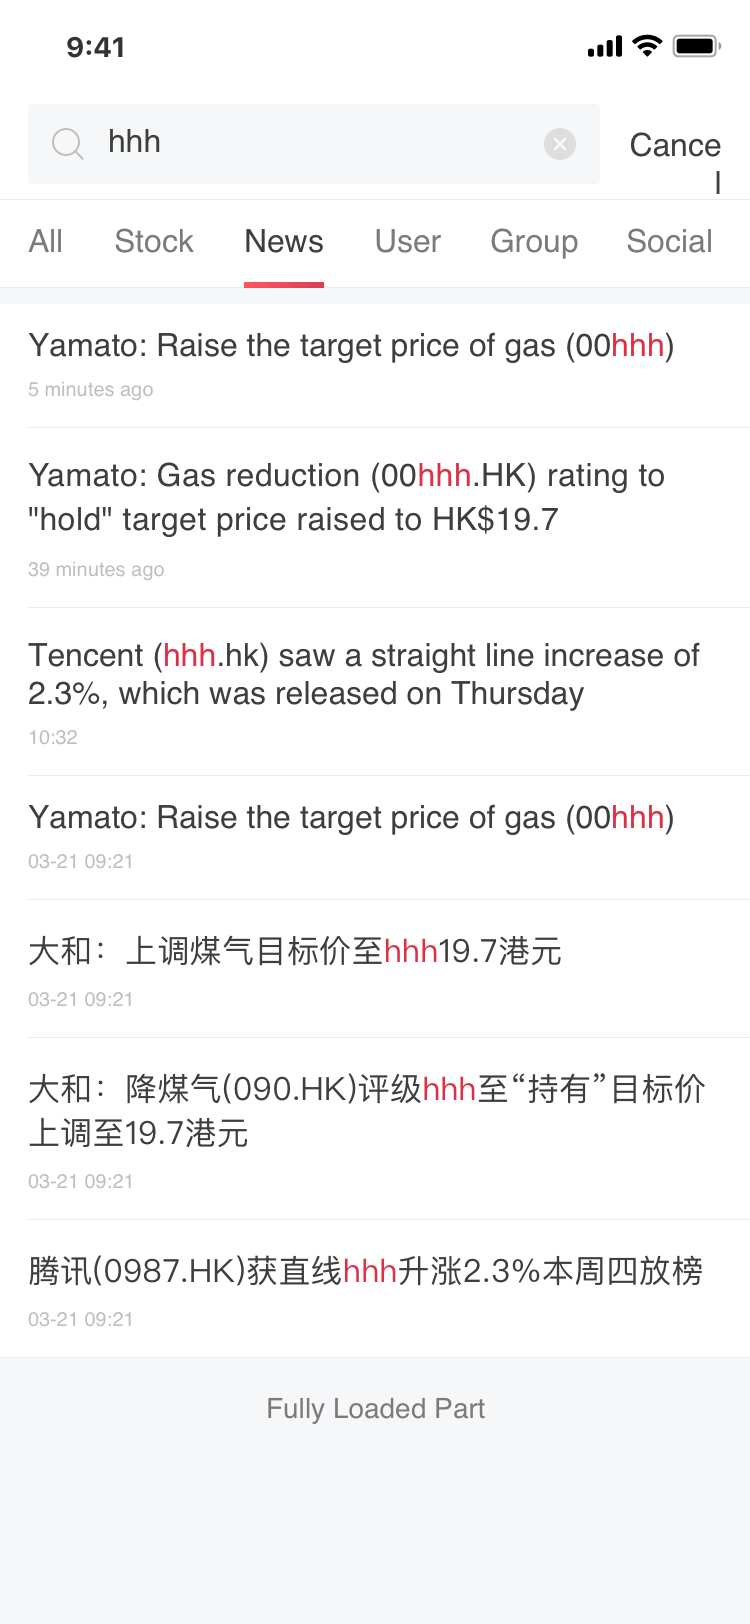 9:41
hhh
Cance
l
All Stock News User Group Social
Yamato: Raise the target price of gas (00hhh)
5 minutes ago
Yamato: Gas reduction (00hhh.HK) rating to
"hold" target price raised to HK$19.7
39 minutes ago
Tencent (hhh.hk) saw a straight line increase of
2.3%, which was released on Thursday
10:32
Yamato: Raise the target price of gas (00hhh)
03-21 09:21
大和：上调煤气目标价至hhh19.7港元
03-21 09:21
大和：降煤气(090.HK)评级hhh至“持有”目标价
上调至19.7港元
03-21 09:21
腾讯(0987.HK)获直线hhh升涨2.3%本周四放榜
03-21 09:21
Fully Loaded Part